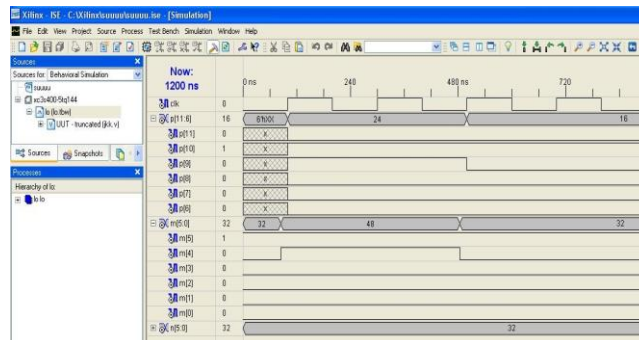 Xilinx - ISE - C:\Xilinx\suuuu\suuuu.ise - [Simulation]
File Edit View Project Source Process Test Bench Simulation Window Help
Sources
Sources for: Behavioral Simulation
suuuu
xc3s400-5tq144
lo (lo.tbw)
UUT - truncated (jkk.v)
Sources Snapshots
Processes
Hierarchy of lo:
lo lo
Now:
1200 ns
0 ns 240 480 ns 720
clk 0
p[11:6] 16 6'hXX 24 16
p[11] 0 X
p[10] 1 X
p[9] 0 X
p[8] 0 X
p[7] 0 X
p[6] 0 X
m[5:0] 32 32 48 32
m[5] 1
m[4] 0
m[3] 0
m[2] 0
m[1] 0
m[0] 0
n[5:0] 32 32